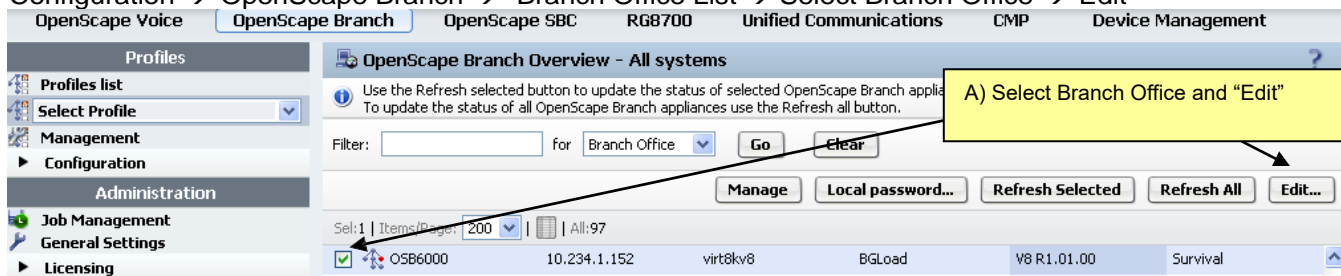 Configuration → OpenScape Branch → Branch Office List → Select Branch Office → Edit
OpenScape Voice OpenScape Branch OpenScape SBC RG8700 Unified Communications CMP Device Management
Profiles
Profiles list
Select Profile
Management
Configuration
Administration
Job Management
General Settings
Licensing
OpenScape Branch Overview - All systems
?
Use the Refresh selected button to update the status of selected OpenScape Branch applia
To update the status of all OpenScape Branch appliances use the Refresh all button.
A) Select Branch Office and “Edit”
Filter: for Branch Office Go Clear
Manage Local password... Refresh Selected Refresh All Edit...
Sel:1 | Items/Page: 200 | All:97
OSB6000 10.234.1.152 virt8kv8 BGLoad V8 R1.01.00 Survival